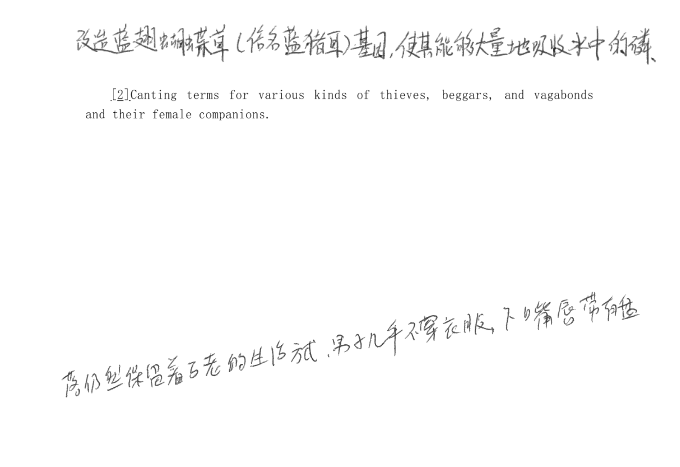 改造蓝翅蝴蝶草(俗名蓝猪耳)基因,使其能够大量地吸收水中的磷、
[2]Canting terms for various kinds of thieves, beggars, and vagabonds
and their female companions.
落仍然保留着古老的生活方式,男子几乎不穿衣服,下嘴唇带有盘